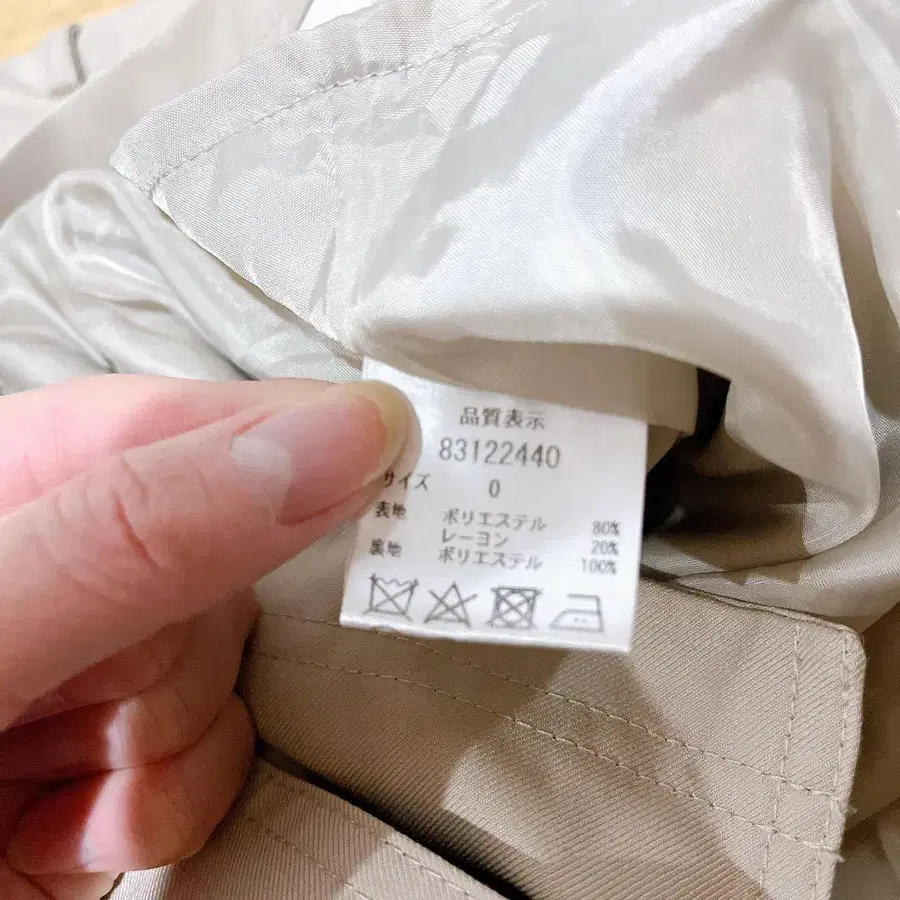 品質表示
83122440
サイズ 0
表地 ポリエステル 80%
レーヨン 20%
裏地 ポリエステル 100%